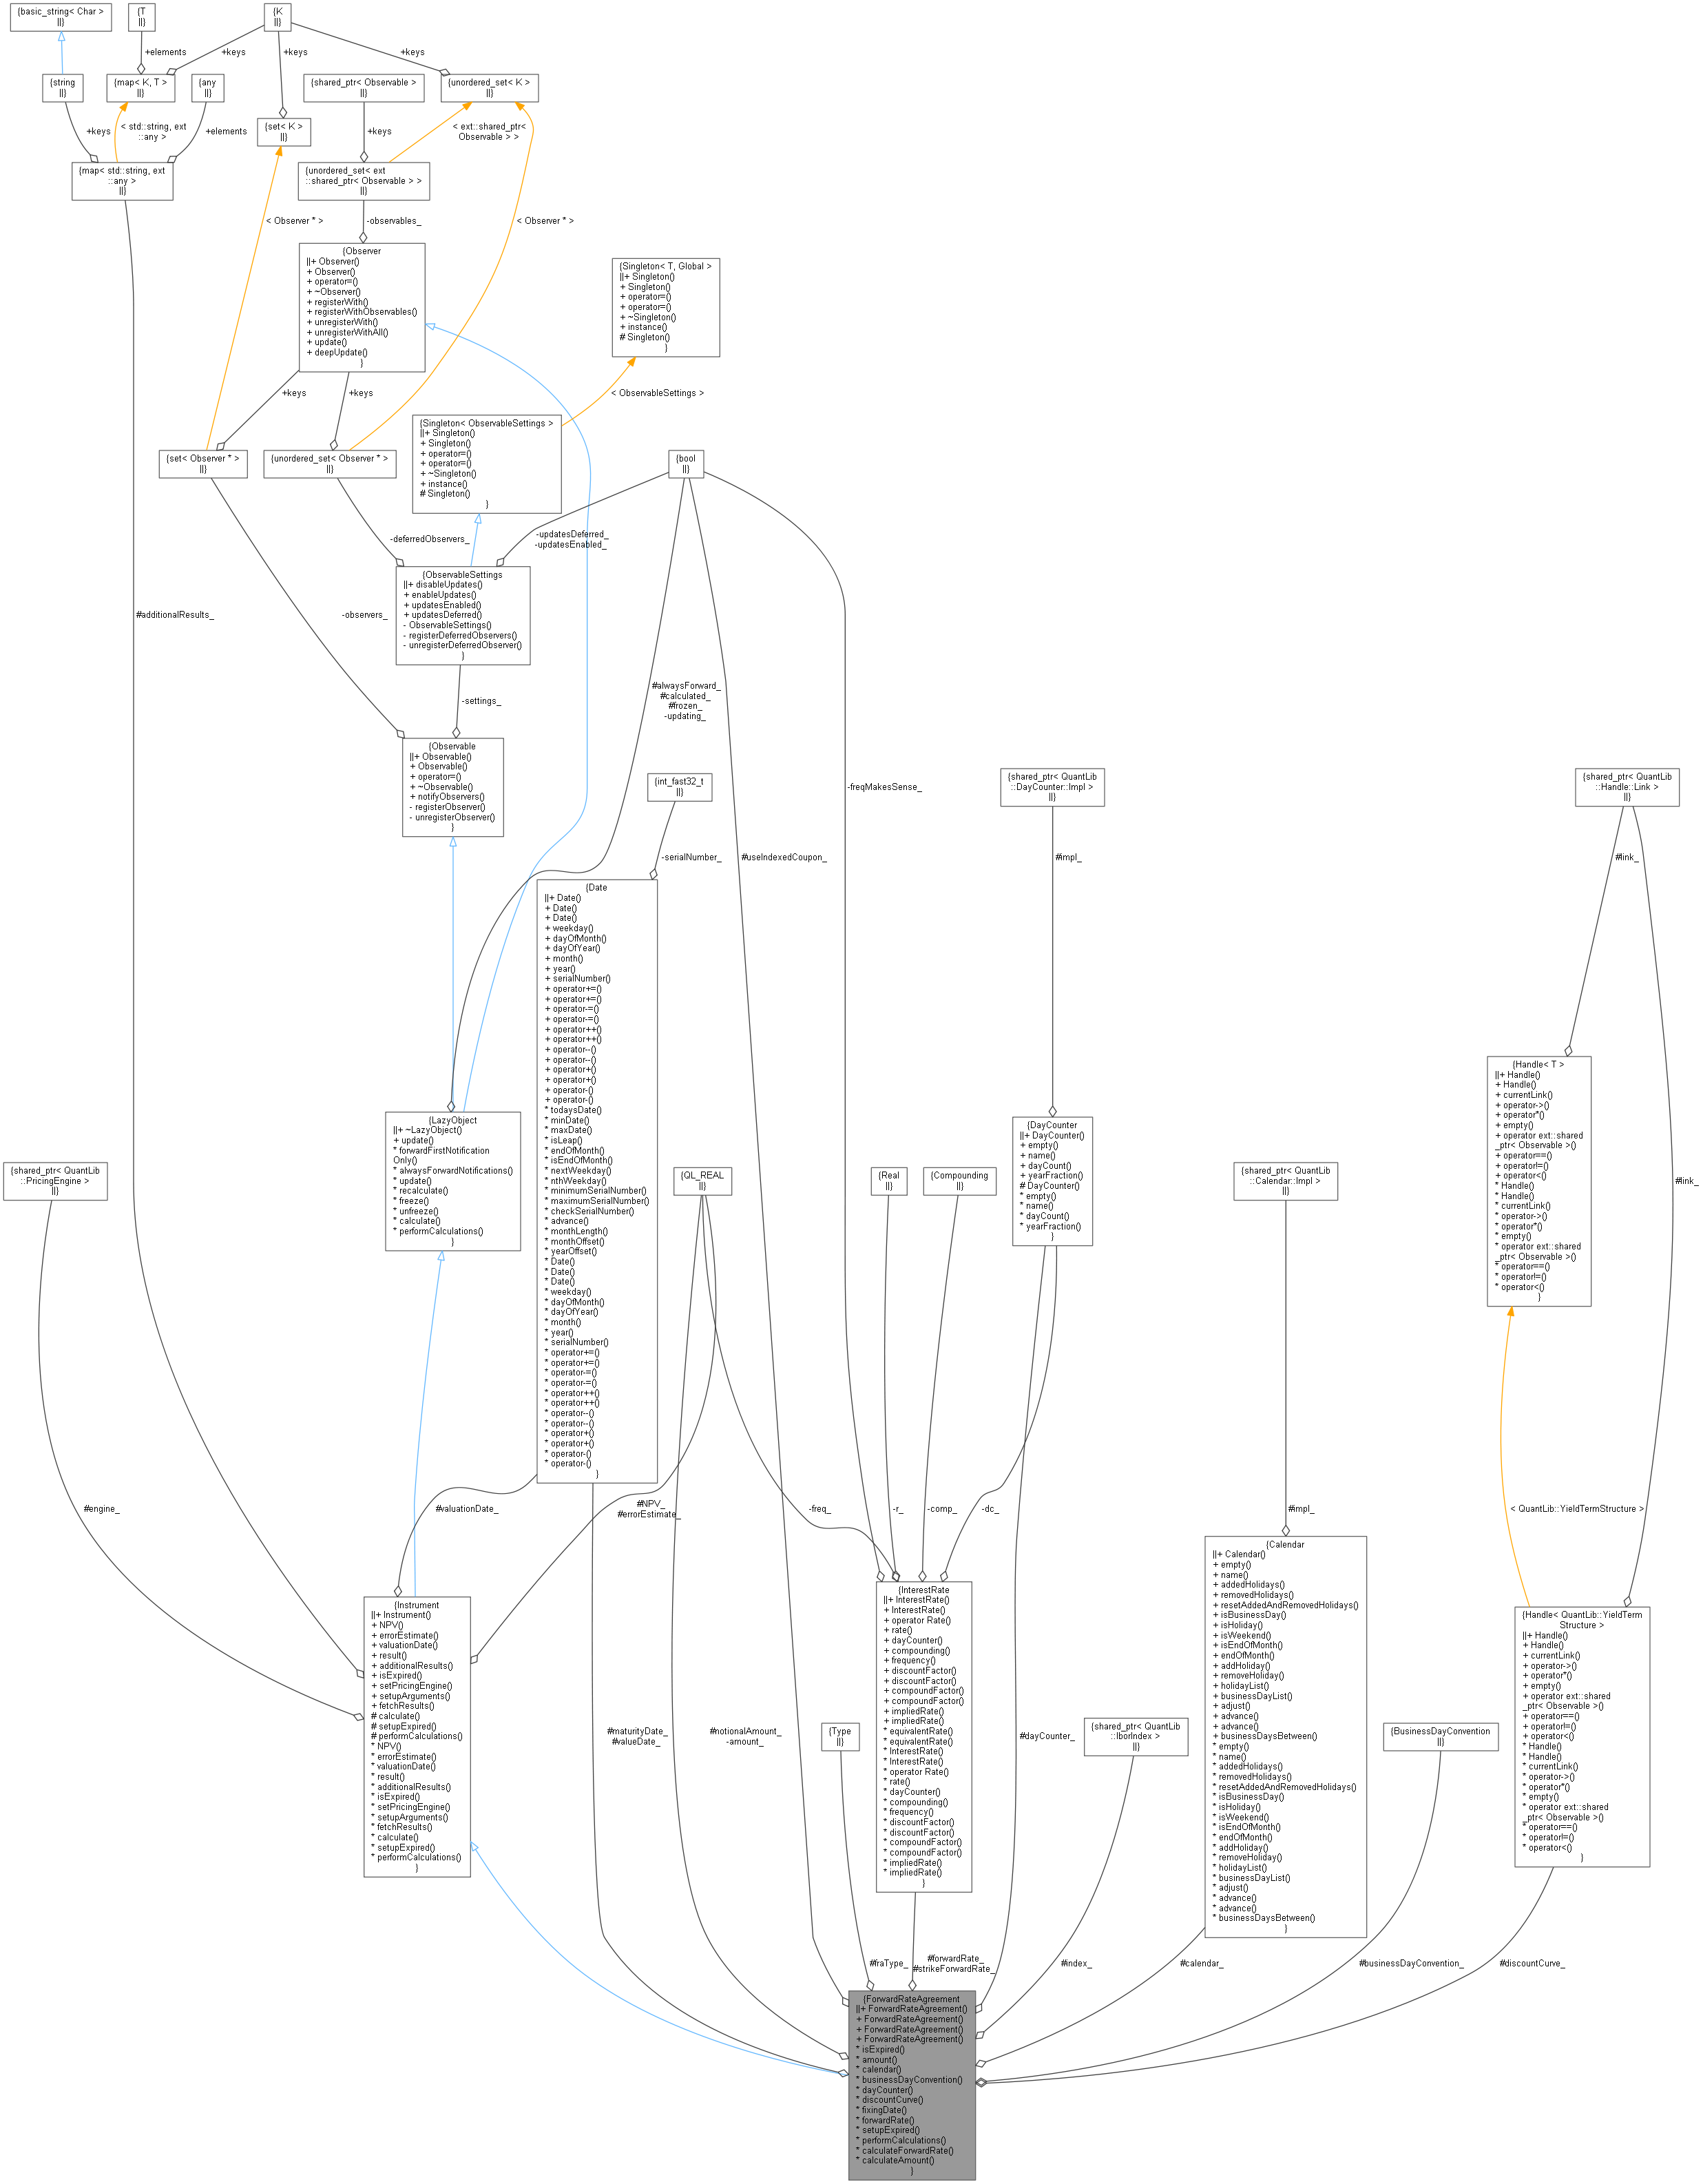 {basic_string< Char >
||}
{T
||}
{K
||}
+elements
+keys
+keys
+keys
{string
||}
{map< K, T >
||}
{any
||}
{shared_ptr< Observable >
||}
{unordered_set< K >
||}
+keys
< std::string, ext
::any >
+elements
{set< K >
||}
+keys
< ext::shared_ptr<
Observable > >
{map< std::string, ext
::any >
||}
{unordered_set< ext
::shared_ptr< Observable > >
||}
< Observer * >
-observables_
< Observer * >
{Observer
||+ Observer()
+ Observer()
+ operator=()
+ ~Observer()
+ registerWith()
+ registerWithObservables()
+ unregisterWith()
+ unregisterWithAll()
+ update()
+ deepUpdate()
}
{Singleton< T, Global >
||+ Singleton()
+ Singleton()
+ operator=()
+ operator=()
+ ~Singleton()
+ instance()
# Singleton()
}
+keys
+keys
< ObservableSettings >
{Singleton< ObservableSettings >
||+ Singleton()
+ Singleton()
+ operator=()
+ operator=()
+ ~Singleton()
+ instance()
# Singleton()
}
{set< Observer * >
||}
{unordered_set< Observer * >
||}
{bool
||}
-deferredObservers_
-updatesDeferred_
-updatesEnabled_
{ObservableSettings
||+ disableUpdates()
+ enableUpdates()
+ updatesEnabled()
+ updatesDeferred()
- ObservableSettings()
- registerDeferredObservers()
- unregisterDeferredObserver()
}
#additionalResults_
-observers_
-settings_
#alwaysForward_
#calculated_
#frozen_
-updating_
{Observable
||+ Observable()
+ Observable()
+ operator=()
+ ~Observable()
+ notifyObservers()
- registerObserver()
- unregisterObserver()
}
{int_fast32_t
||}
-freqMakesSense_
{shared_ptr< QuantLib
::DayCounter::Impl >
||}
{shared_ptr< QuantLib
::Handle::Link >
||}
-serialNumber_
#useIndexedCoupon_
#impl_
#link_
{Date
||+ Date()
+ Date()
+ Date()
+ weekday()
+ dayOfMonth()
+ dayOfYear()
+ month()
+ year()
+ serialNumber()
+ operator+=()
+ operator+=()
+ operator-=()
+ operator-=()
+ operator++()
+ operator++()
+ operator--()
+ operator--()
+ operator+()
+ operator+()
+ operator-()
+ operator-()
* todaysDate()
* minDate()
* maxDate()
* isLeap()
* endOfMonth()
* isEndOfMonth()
* nextWeekday()
* nthWeekday()
* minimumSerialNumber()
* maximumSerialNumber()
* checkSerialNumber()
* advance()
* monthLength()
* monthOffset()
* yearOffset()
* Date()
* Date()
* Date()
* weekday()
* dayOfMonth()
* dayOfYear()
* month()
* year()
* serialNumber()
* operator+=()
* operator+=()
* operator-=()
* operator-=()
* operator++()
* operator++()
* operator--()
* operator--()
* operator+()
* operator+()
* operator-()
* operator-()
}
{Handle< T >
||+ Handle()
+ Handle()
+ currentLink()
+ operator->()
+ operator*()
+ empty()
+ operator ext::shared
_ptr< Observable >()
+ operator==()
+ operator!=()
+ operator<()
* Handle()
* Handle()
* currentLink()
* operator->()
* operator*()
* empty()
* operator ext::shared
_ptr< Observable >()
* operator==()
* operator!=()
* operator<()
}
{LazyObject
||+ ~LazyObject()
+ update()
* forwardFirstNotification
Only()
* alwaysForwardNotifications()
* update()
* recalculate()
* freeze()
* unfreeze()
* calculate()
* performCalculations()
}
{DayCounter
||+ DayCounter()
+ empty()
+ name()
+ dayCount()
+ yearFraction()
# DayCounter()
* empty()
* name()
* dayCount()
* yearFraction()
}
{shared_ptr< QuantLib
::PricingEngine >
||}
{QL_REAL
||}
{Real
||}
{Compounding
||}
{shared_ptr< QuantLib
::Calendar::Impl >
||}
#link_
#engine_
#valuationDate_
#NPV_
#errorEstimate_
-freq_
-r_
-comp_
-dc_
#impl_
< QuantLib::YieldTermStructure >
{Calendar
||+ Calendar()
+ empty()
+ name()
+ addedHolidays()
+ removedHolidays()
+ resetAddedAndRemovedHolidays()
+ isBusinessDay()
+ isHoliday()
+ isWeekend()
+ isEndOfMonth()
+ endOfMonth()
+ addHoliday()
+ removeHoliday()
+ holidayList()
+ businessDayList()
+ adjust()
+ advance()
+ advance()
+ businessDaysBetween()
* empty()
* name()
* addedHolidays()
* removedHolidays()
* resetAddedAndRemovedHolidays()
* isBusinessDay()
* isHoliday()
* isWeekend()
* isEndOfMonth()
* endOfMonth()
* addHoliday()
* removeHoliday()
* holidayList()
* businessDayList()
* adjust()
* advance()
* advance()
* businessDaysBetween()
}
{InterestRate
||+ InterestRate()
+ InterestRate()
+ operator Rate()
+ rate()
+ dayCounter()
+ compounding()
+ frequency()
+ discountFactor()
+ discountFactor()
+ compoundFactor()
+ compoundFactor()
+ impliedRate()
+ impliedRate()
* equivalentRate()
* equivalentRate()
* InterestRate()
* InterestRate()
* operator Rate()
* rate()
* dayCounter()
* compounding()
* frequency()
* discountFactor()
* discountFactor()
* compoundFactor()
* compoundFactor()
* impliedRate()
* impliedRate()
}
{Instrument
||+ Instrument()
+ NPV()
+ errorEstimate()
+ valuationDate()
+ result()
+ additionalResults()
+ isExpired()
+ setPricingEngine()
+ setupArguments()
+ fetchResults()
# calculate()
# setupExpired()
# performCalculations()
* NPV()
* errorEstimate()
* valuationDate()
* result()
* additionalResults()
* isExpired()
* setPricingEngine()
* setupArguments()
* fetchResults()
* calculate()
* setupExpired()
* performCalculations()
}
{Handle< QuantLib::YieldTerm
Structure >
||+ Handle()
+ Handle()
+ currentLink()
+ operator->()
+ operator*()
+ empty()
+ operator ext::shared
_ptr< Observable >()
+ operator==()
+ operator!=()
+ operator<()
* Handle()
* Handle()
* currentLink()
* operator->()
* operator*()
* empty()
* operator ext::shared
_ptr< Observable >()
* operator==()
* operator!=()
* operator<()
}
#maturityDate_
#valueDate_
#notionalAmount_
-amount_
{Type
||}
#dayCounter_
{shared_ptr< QuantLib
::IborIndex >
||}
{BusinessDayConvention
||}
#fraType_
#forwardRate_
#strikeForwardRate_
#index_
#calendar_
#businessDayConvention_
#discountCurve_
{ForwardRateAgreement
||+ ForwardRateAgreement()
+ ForwardRateAgreement()
+ ForwardRateAgreement()
+ ForwardRateAgreement()
* isExpired()
* amount()
* calendar()
* businessDayConvention()
* dayCounter()
* discountCurve()
* fixingDate()
* forwardRate()
* setupExpired()
* performCalculations()
* calculateForwardRate()
* calculateAmount()
}